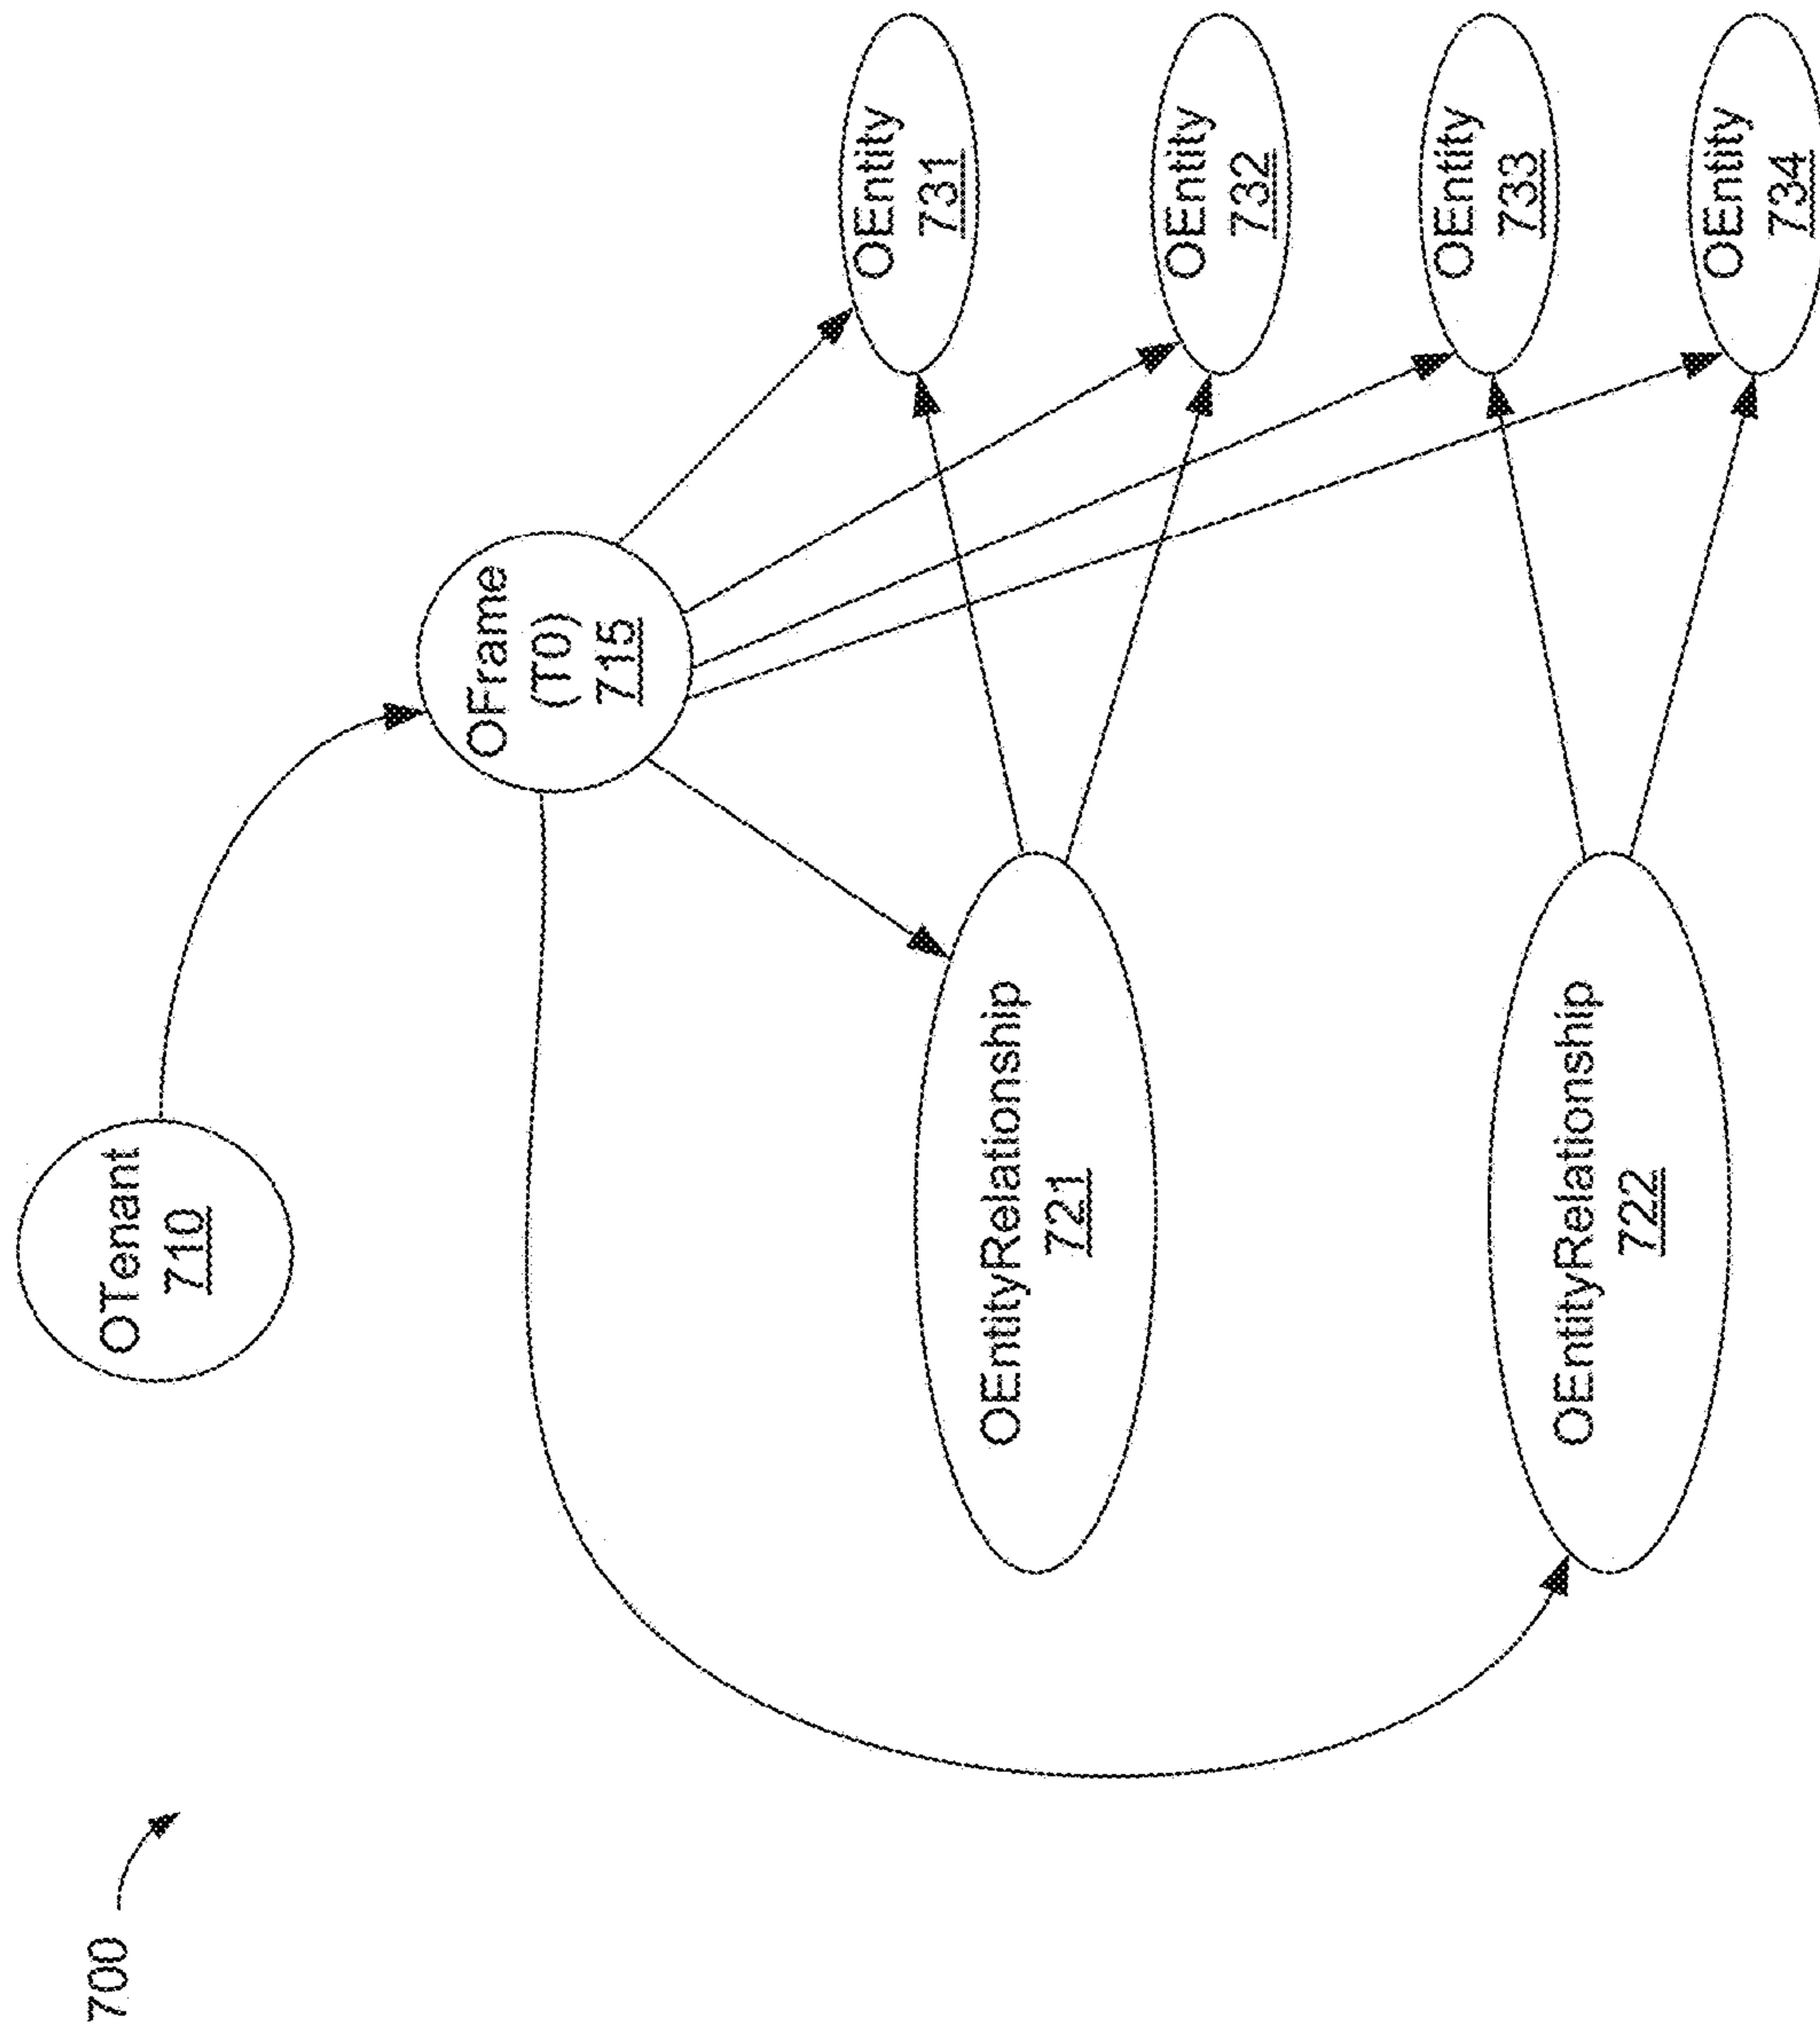 700
OTenant
710
OFrame
(T0)
715
OEntityRelationship
721
OEntityRelationship
722
OEntity
731
OEntity
732
OEntity
733
OEntity
734